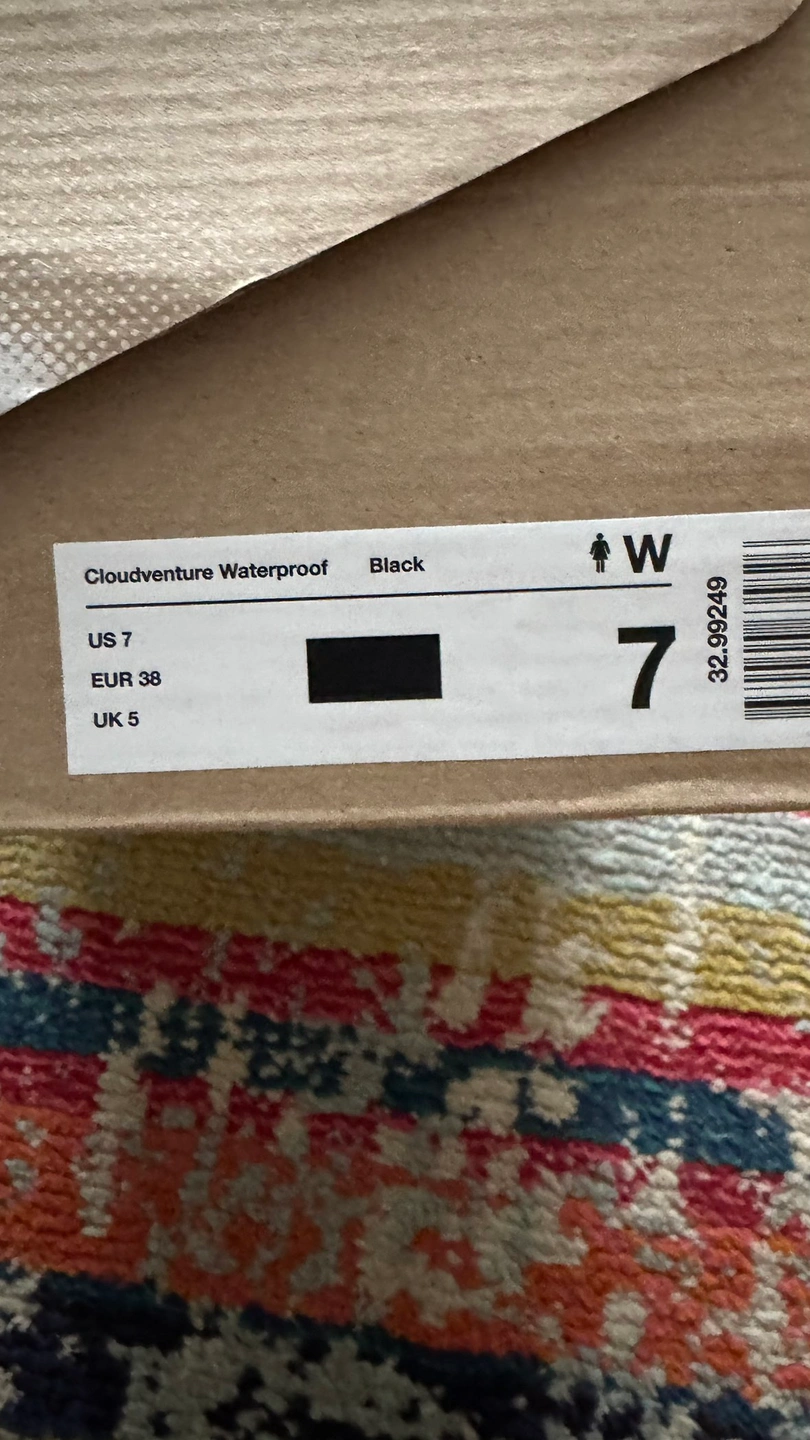 Cloudventure Waterproof Black W
US 7
EUR 38
UK 5
7
32.99249